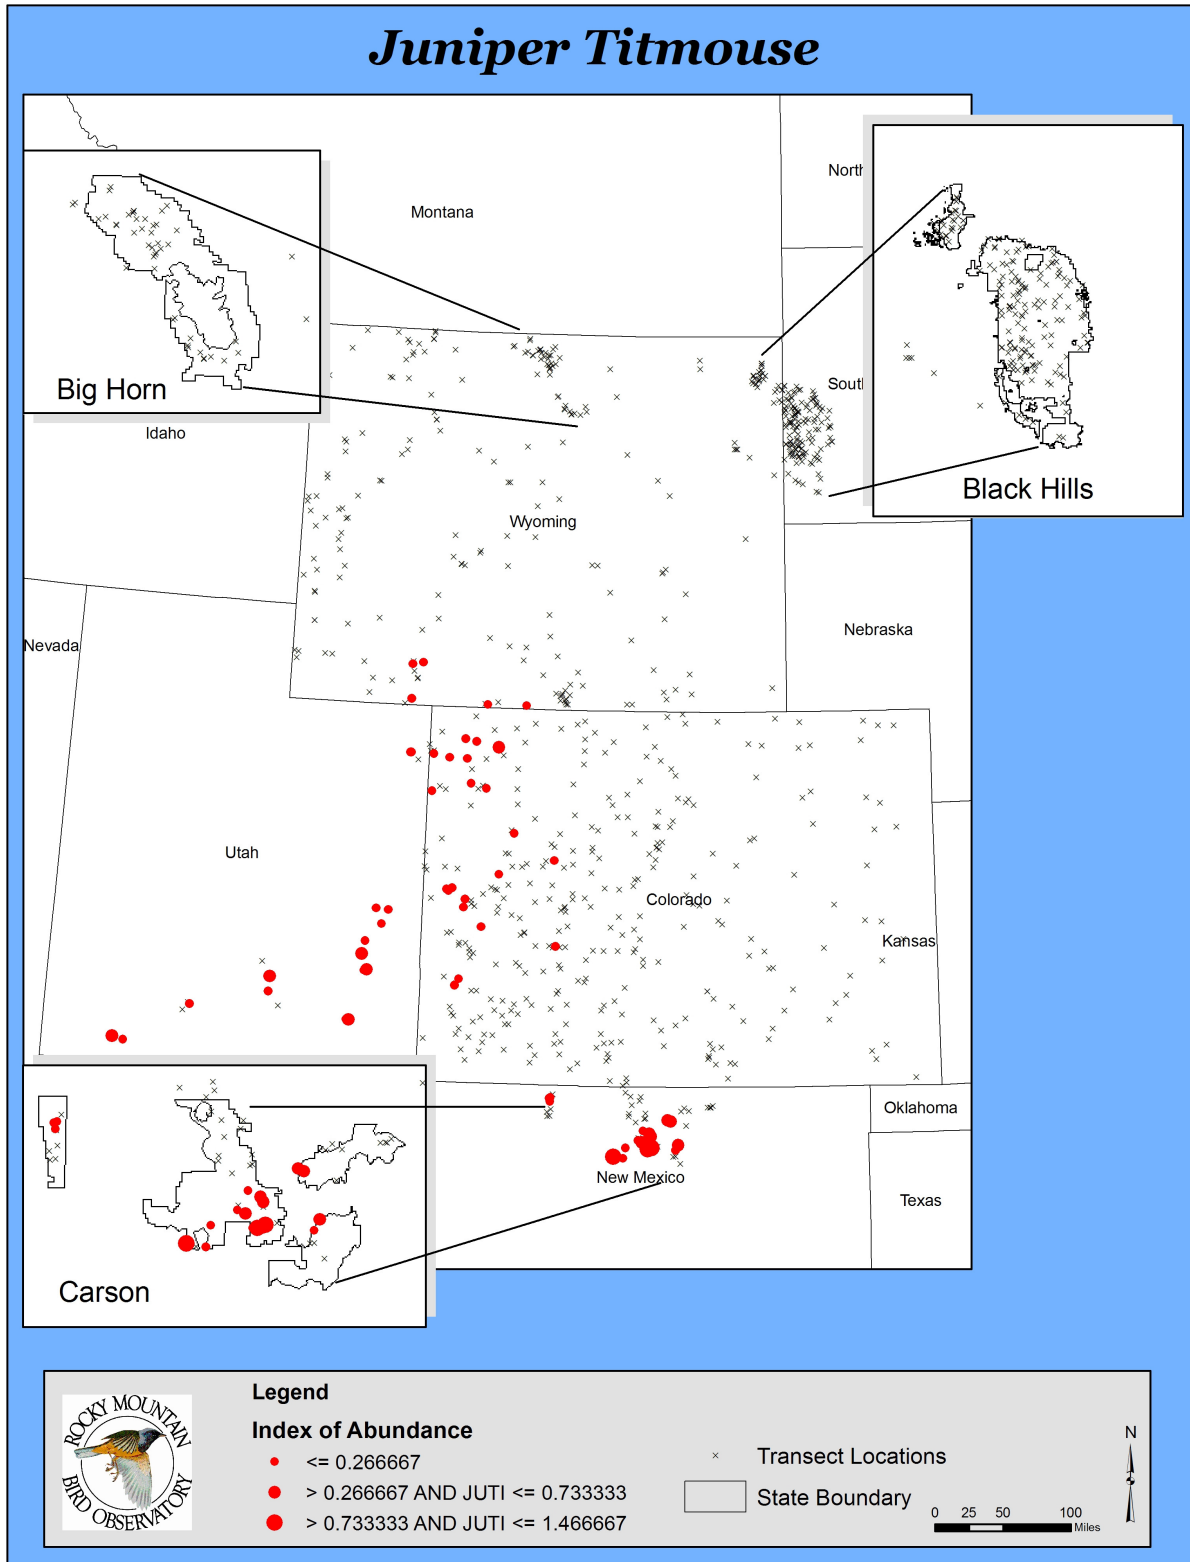 Juniper Titmouse
Montana
North
Big Horn
Idaho
South
Black Hills
Wyoming
Nevada
Nebraska
Utah
Colorado
Kansas
Oklahoma
New Mexico
Texas
Carson
ROCKY MOUNTAIN
BIRD OBSERVATORY
Legend
Index of Abundance
<= 0.266667
> 0.266667 AND JUTI <= 0.733333
> 0.733333 AND JUTI <= 1.466667
Transect Locations
State Boundary
N
0 25 50 100
Miles